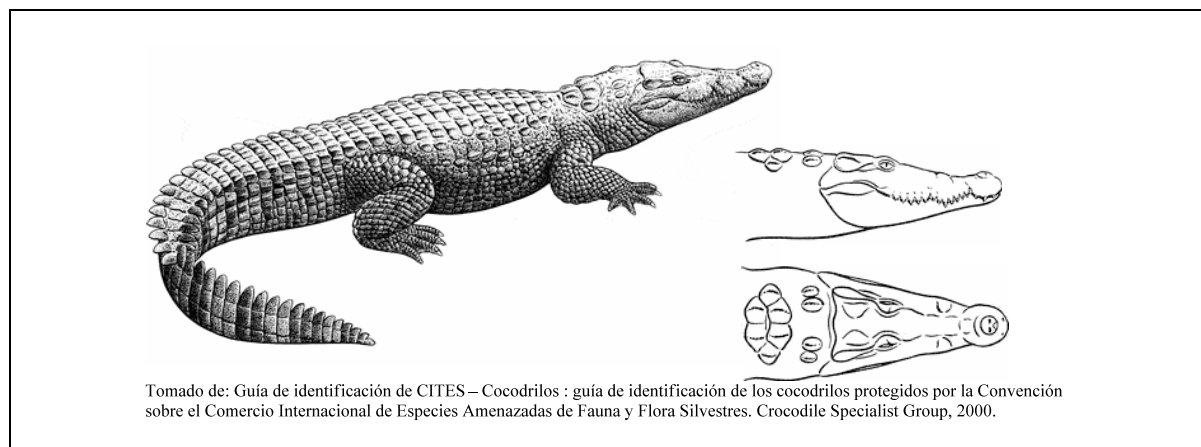 Tomado de: Guía de identificación de CITES – Cocodrilos : guía de identificación de los cocodrilos protegidos por la Convención
sobre el Comercio Internacional de Especies Amenazadas de Fauna y Flora Silvestres. Crocodile Specialist Group, 2000.